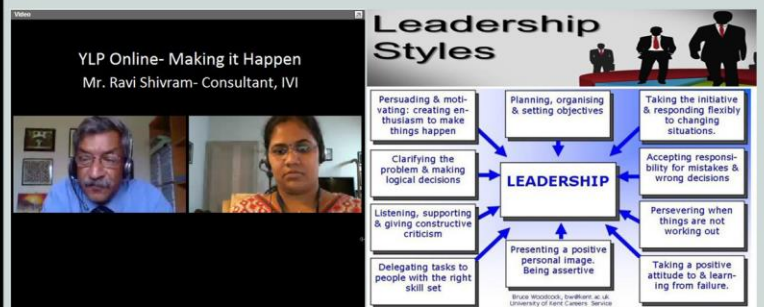 Video
YLP Online- Making it Happen
Mr. Ravi Shivram- Consultant, IVI
Leadership
Styles
Persuading & moti-
vating: creating en-
thusiasm to make
things happen
Planning, organising
& setting objectives
Taking the initiative
& responding flexibly
to changing
situations.
Clarifying the
problem & making
logical decisions
LEADERSHIP
Accepting responsi-
bility for mistakes &
wrong decisions
Listening, supporting
& giving constructive
criticism
Persevering when
things are not
working out
Delegating tasks to
people with the right
skill set
Presenting a positive
personal image.
Being assertive
Taking a positive
attitude to & learn-
ing from failure.
Bruce Woodcock, bw@kent.ac.uk
University of Kent Careers Service